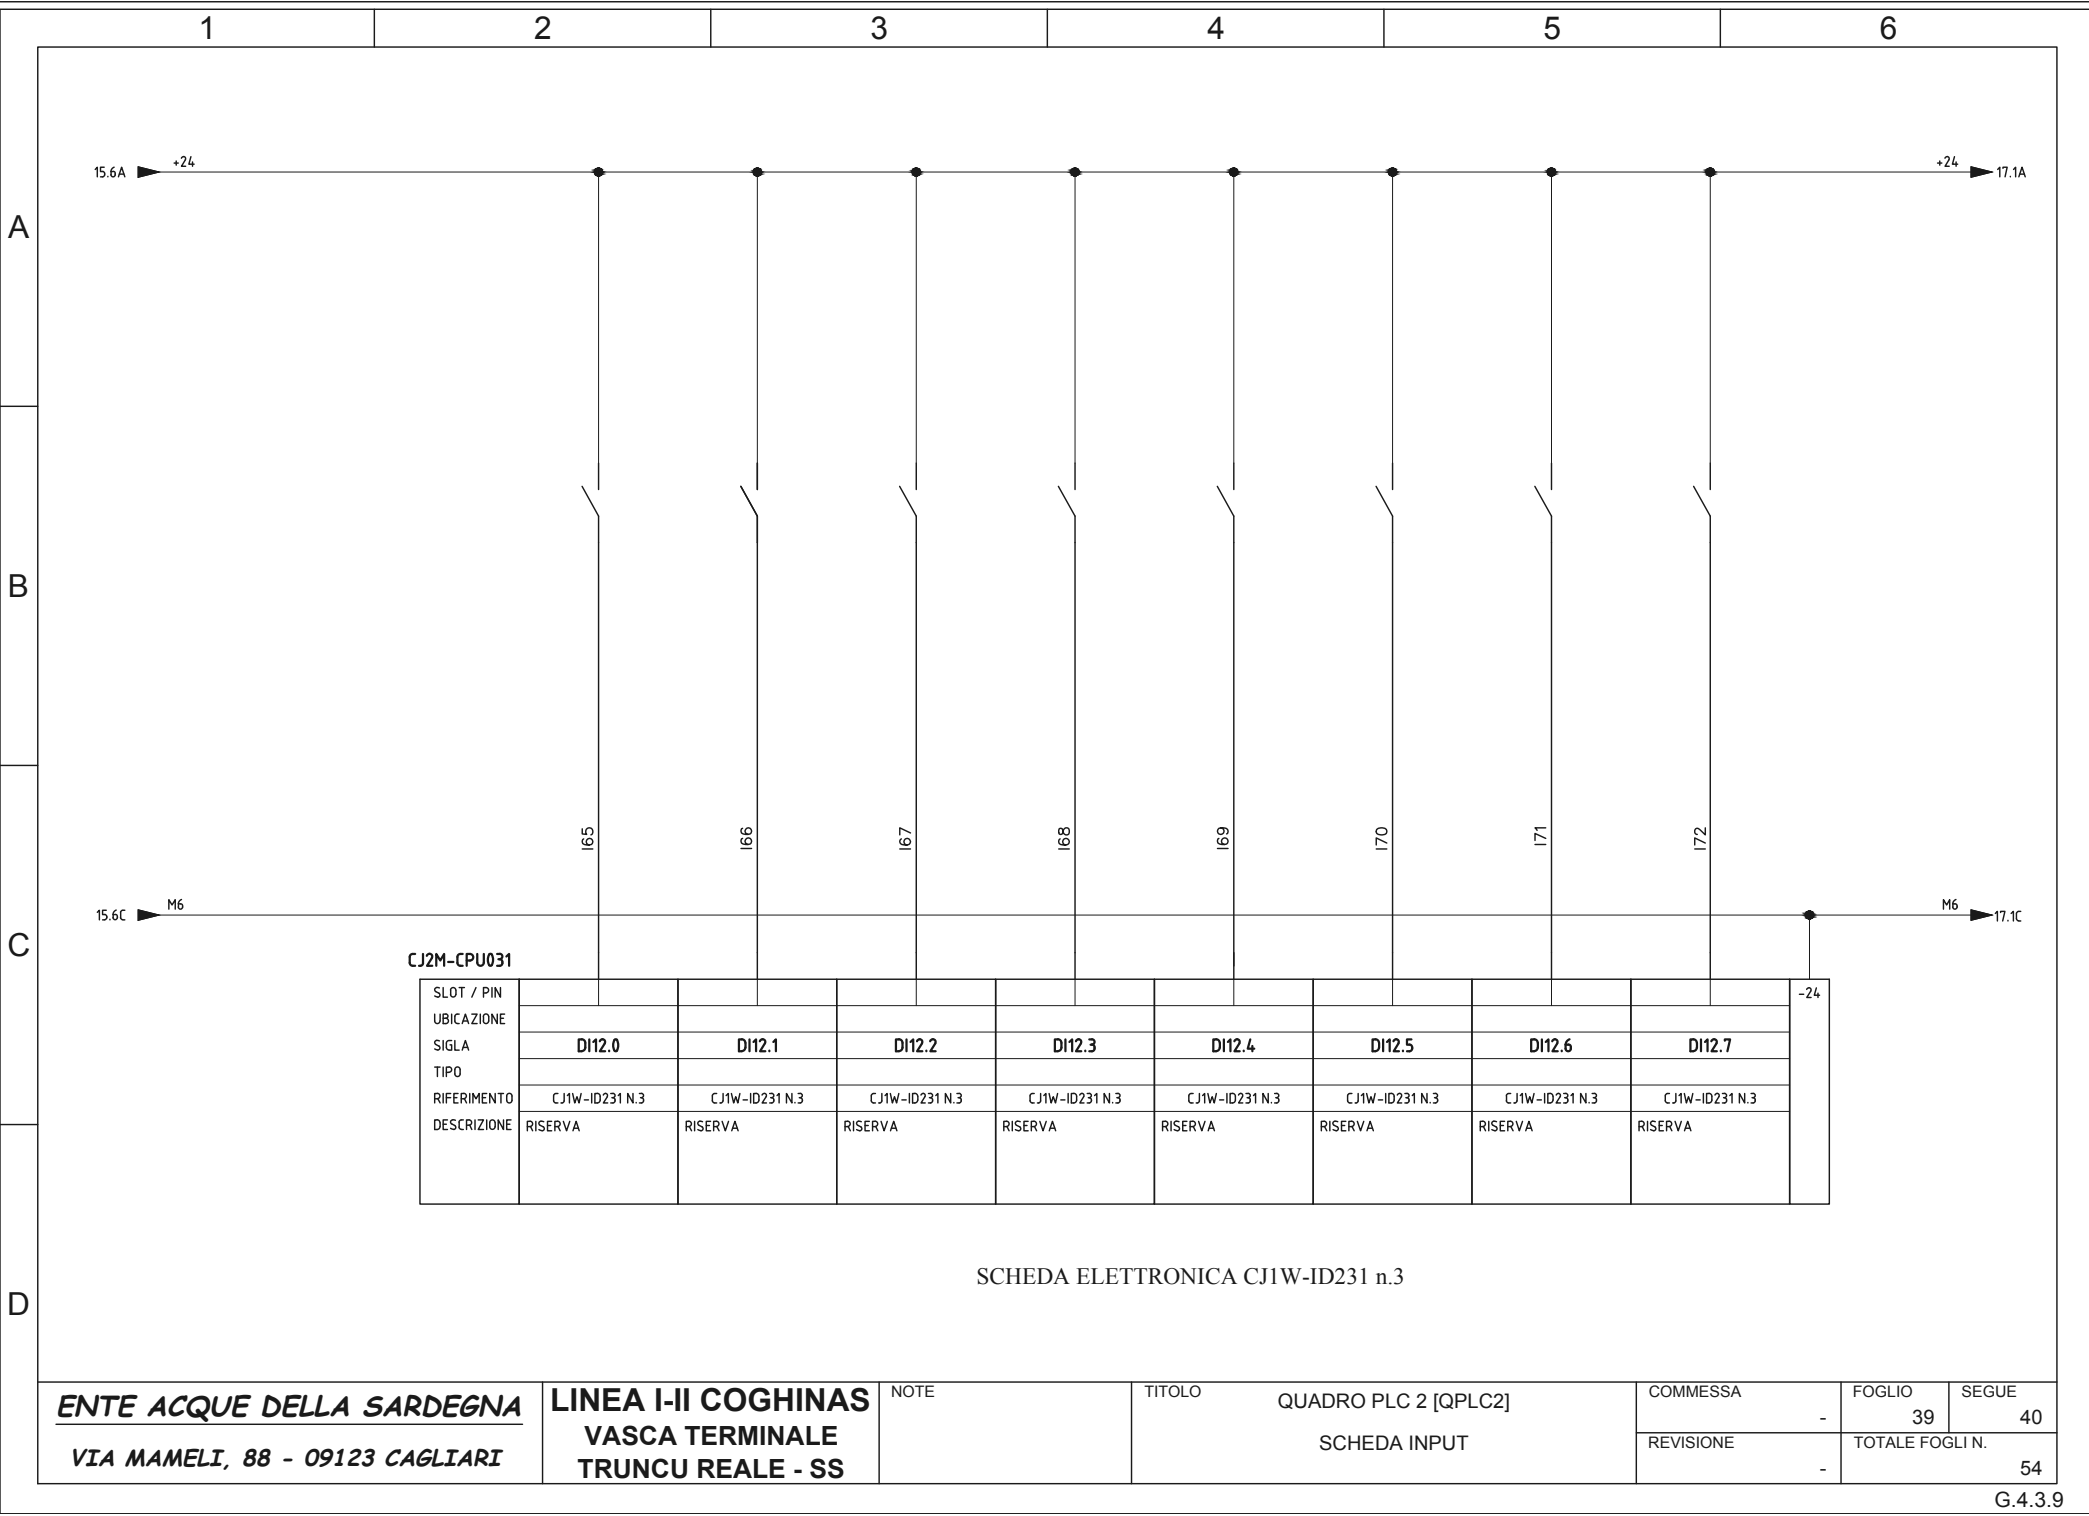 1 2 3 4 5 6
A
B
C
D
15.6A +24 +24 17.1A
I65 I66 I67 I68 I69 I70 I71 I72
15.6C M6 M6 17.1C
CJ2M-CPU031
SLOT / PIN -24
UBICAZIONE
SIGLA DI12.0 DI12.1 DI12.2 DI12.3 DI12.4 DI12.5 DI12.6 DI12.7
TIPO
RIFERIMENTO CJ1W-ID231 N.3 CJ1W-ID231 N.3 CJ1W-ID231 N.3 CJ1W-ID231 N.3 CJ1W-ID231 N.3 CJ1W-ID231 N.3 CJ1W-ID231 N.3 CJ1W-ID231 N.3
DESCRIZIONE RISERVA RISERVA RISERVA RISERVA RISERVA RISERVA RISERVA RISERVA
SCHEDA ELETTRONICA CJ1W-ID231 n.3
ENTE ACQUE DELLA SARDEGNA
VIA MAMELI, 88 - 09123 CAGLIARI
LINEA I-II COGHINAS
VASCA TERMINALE
TRUNCU REALE - SS
NOTE
TITOLO
QUADRO PLC 2 [QPLC2]
SCHEDA INPUT
COMMESSA
-
REVISIONE
-
FOGLIO
39
SEGUE
40
TOTALE FOGLI N.
54
G.4.3.9